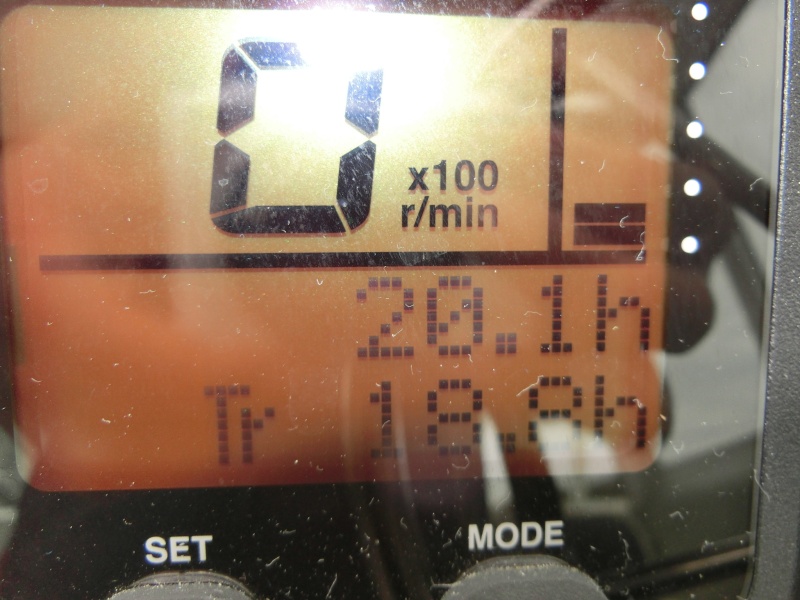 0
x100
r/min
20.1h
Tr 18.8h
SET MODE